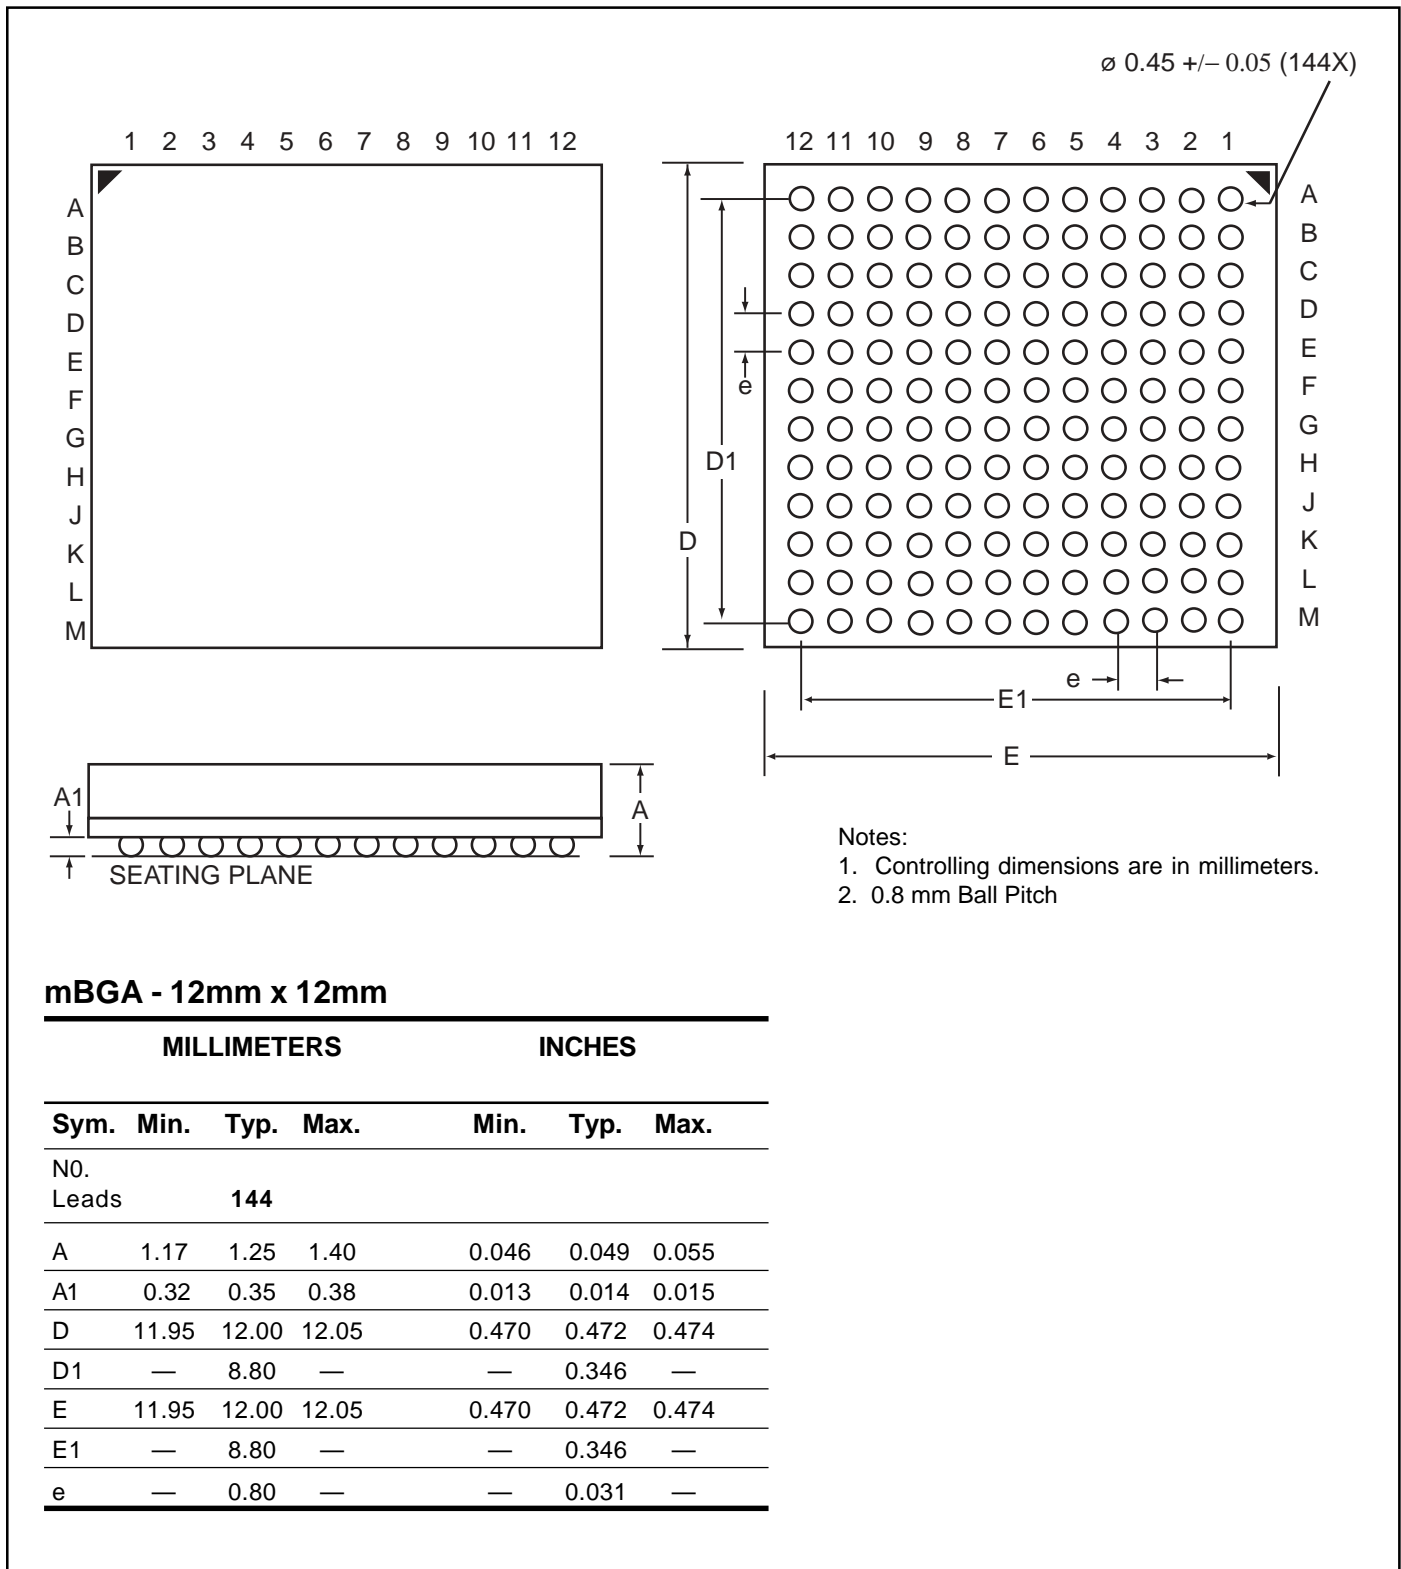 ø 0.45 +/– 0.05 (144X)
1 2 3 4 5 6 7 8 9 10 11 12
12 11 10 9 8 7 6 5 4 3 2 1
A
B
C
D
E
F
G
H
J
K
L
M
A
B
C
D
E
F
G
H
J
K
L
M
e
D1
D
e
E1
E
A1
A
SEATING PLANE
Notes:
1. Controlling dimensions are in millimeters.
2. 0.8 mm Ball Pitch
mBGA - 12mm x 12mm
MILLIMETERS INCHES
Sym. Min. Typ. Max. Min. Typ. Max.
N0.
Leads 144
A 1.17 1.25 1.40 0.046 0.049 0.055
A1 0.32 0.35 0.38 0.013 0.014 0.015
D 11.95 12.00 12.05 0.470 0.472 0.474
D1 — 8.80 — — 0.346 —
E 11.95 12.00 12.05 0.470 0.472 0.474
E1 — 8.80 — — 0.346 —
e — 0.80 — — 0.031 —